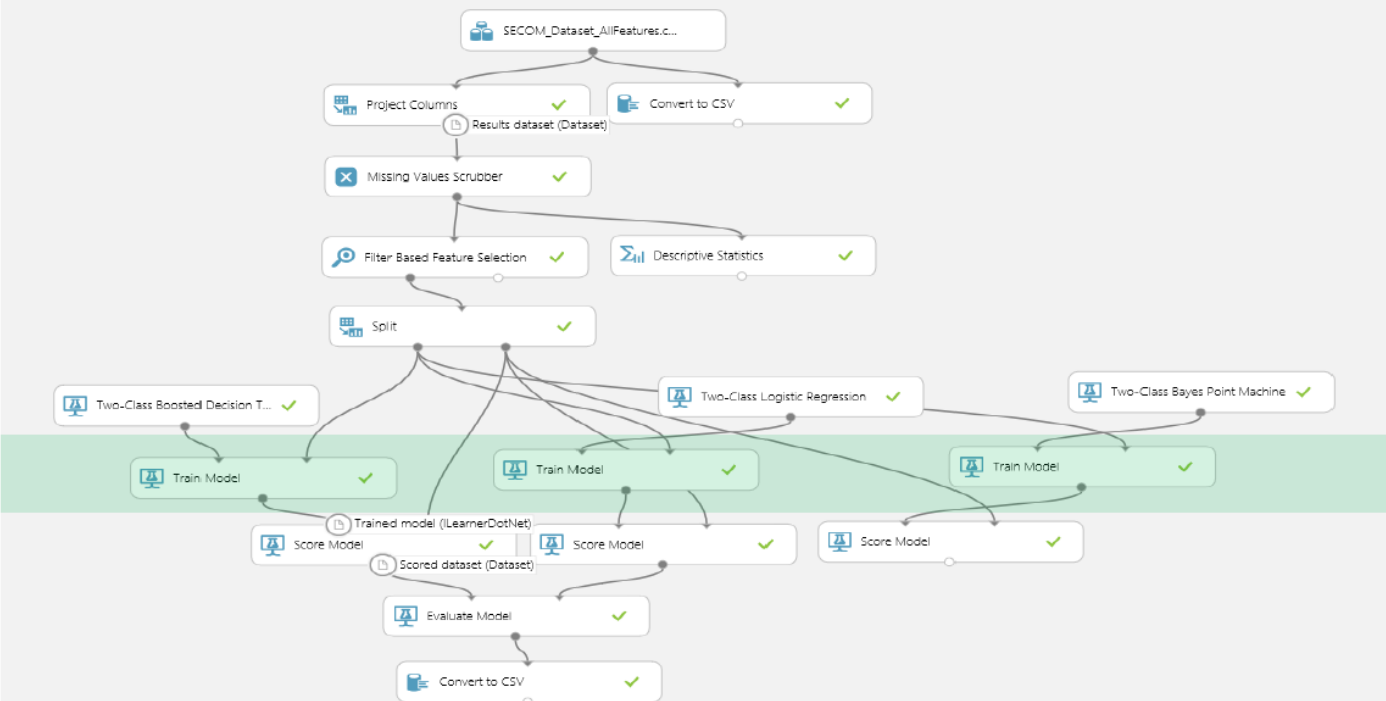 SECOM_Dataset_AllFeatures.c...
Project Columns
Convert to CSV
Results dataset (Dataset)
Missing Values Scrubber
Filter Based Feature Selection
Descriptive Statistics
Split
Two-Class Boosted Decision T...
Two-Class Logistic Regression
Two-Class Bayes Point Machine
Train Model
Train Model
Train Model
Trained model (ILearnerDotNet)
Score Model
Score Model
Score Model
Scored dataset (Dataset)
Evaluate Model
Convert to CSV